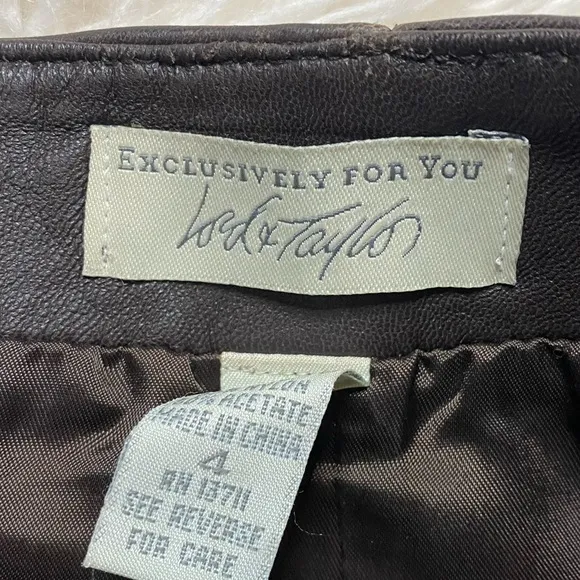 EXCLUSIVELY FOR YOU
Lord & Taylor
ACETATE
MADE IN CHINA
4
RN 13711
SEE REVERSE
FOR CARE